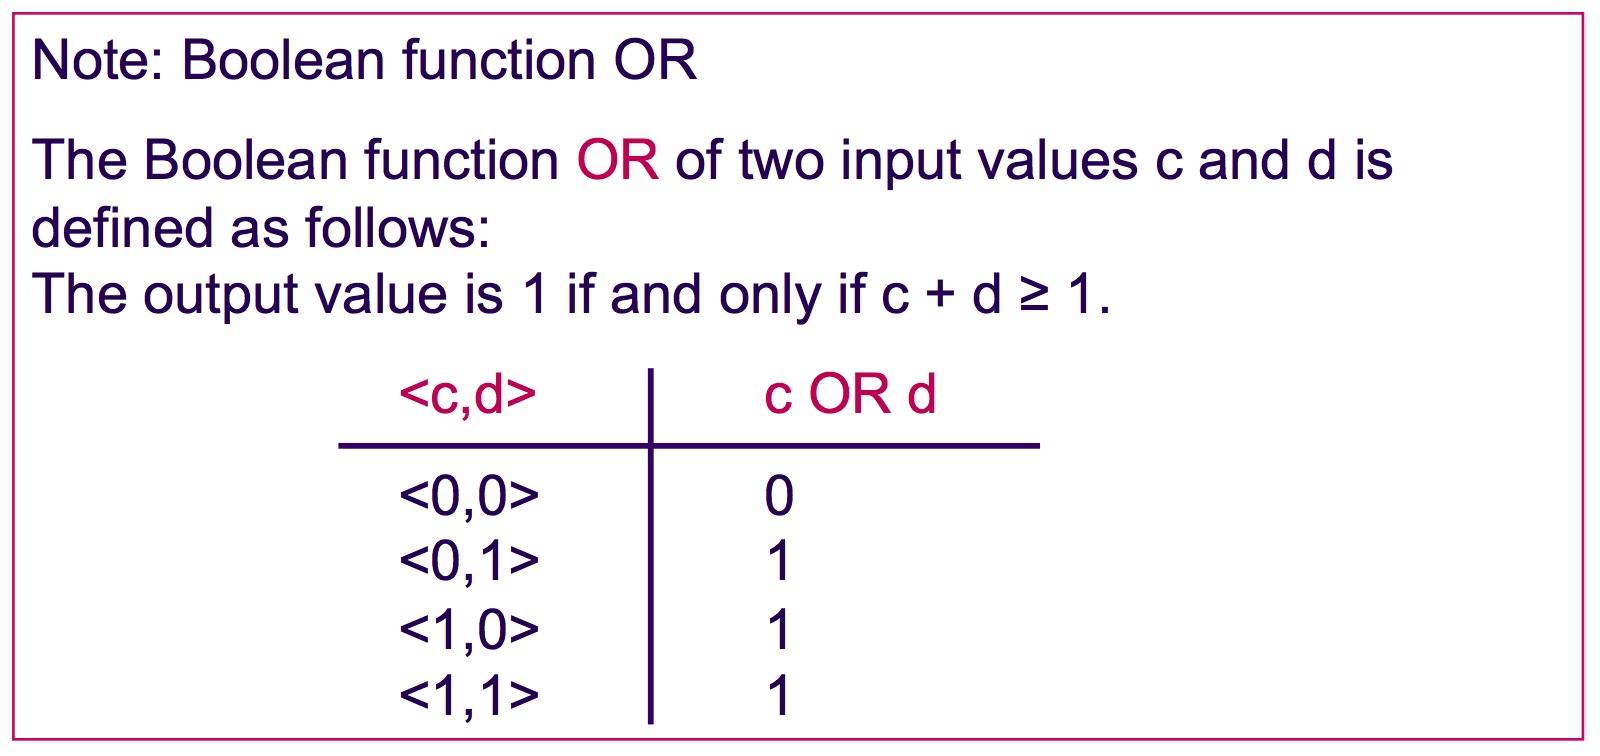 Note: Boolean function OR
The Boolean function OR of two input values c and d is
defined as follows:
The output value is 1 if and only if c + d ≥ 1.
<c,d> c OR d
<0,0> 0
<0,1> 1
<1,0> 1
<1,1> 1